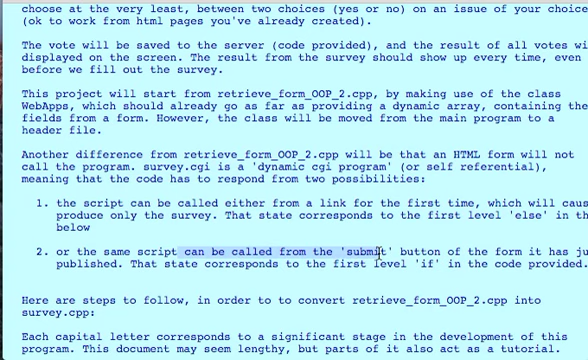 choose at the very least, between two choices (yes or no) on an issue of your choice
(ok to work from html pages you've already created).
The vote will be saved to the server (code provided), and the result of all votes wi
displayed on the screen. The result from the survey should show up every time, even
before we fill out the survey.
This project will start from retrieve_form_OOP_2.cpp, by making use of the class
WebApps, which should already go as far as providing a dynamic array, containing the
fields from a form. However, the class will be moved from the main program to a
header file.
Another difference from retrieve_form_OOP_2.cpp will be that an HTML form will not
call the program. survey.cgi is a 'dynamic cgi program' (or self referential),
meaning that the code has to respond from two possibilities:
1. the script can be called either from a link for the first time, which will caus
produce only the survey. That state corresponds to the first level 'else' in the
below
2. or the same script can be called from the 'submit' button of the form it has ju
published. That state corresponds to the first level 'if' in the code provided.
Here are steps to follow, in order to to convert retrieve_form_OOP_2.cpp into
survey.cpp:
Each capital letter corresponds to a significant stage in the development of this
program. This document may seem lengthy, but parts of it also act as a tutorial.